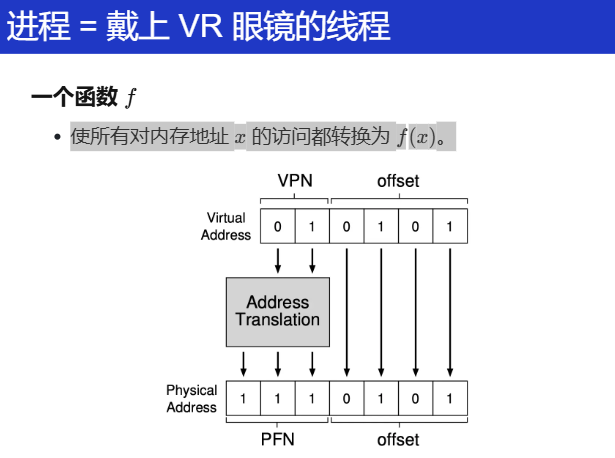 进程 = 戴上 VR 眼镜的线程
一个函数 f
• 使所有对内存地址 x 的访问都转换为 f(x)。
VPN offset
Virtual Address 0 1 0 1 0 1
Address Translation
Physical Address 1 1 1 0 1 0 1
PFN offset